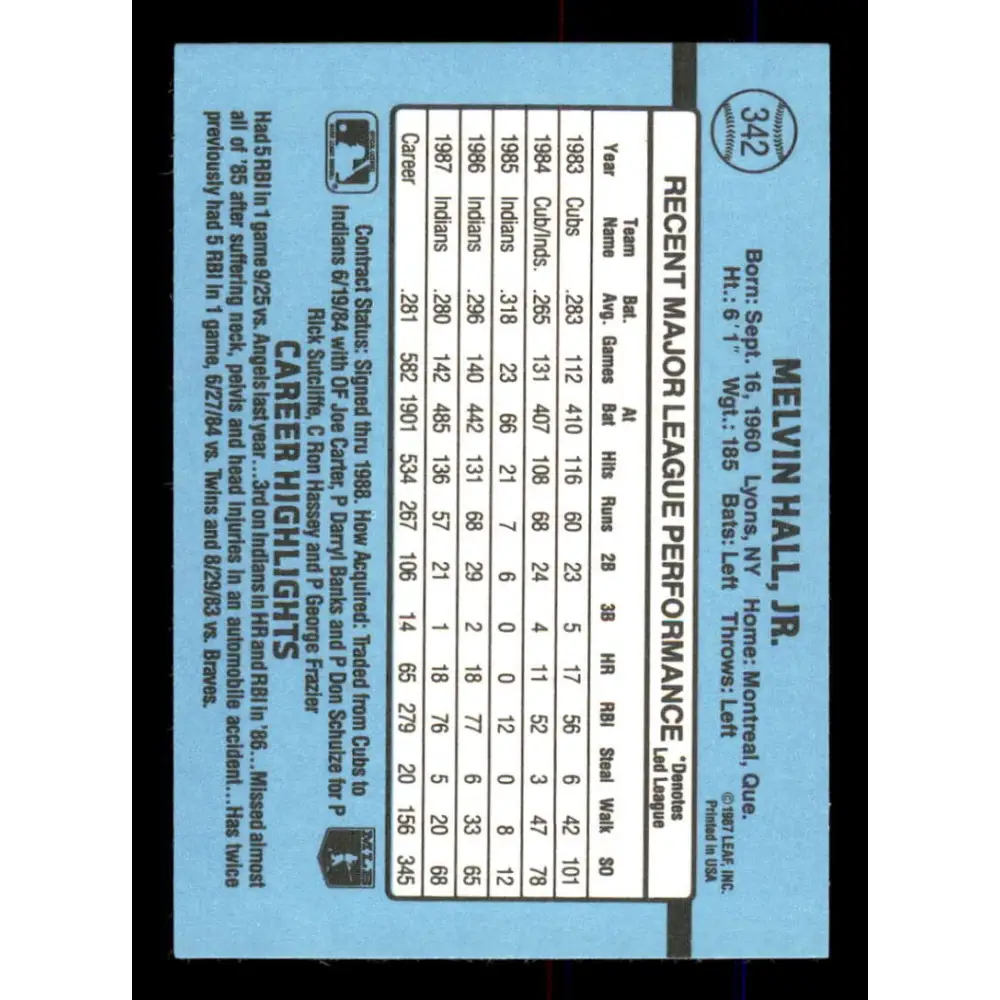 342
MELVIN HALL, JR.
Born: Sept. 16, 1960 Lyons, NY Home: Montreal, Que.
Ht.: 6'1" Wgt.: 185 Bats: Left Throws: Left
©1987 LEAF, INC.
Printed in USA
RECENT MAJOR LEAGUE PERFORMANCE *Denotes Led League
Year Team Name Bat. Avg. Games At Bat Hits Runs 2B 3B HR RBI Steal Walk SO
1983 Cubs .283 112 410 116 60 23 5 17 56 6 42 101
1984 Cub/Inds. .265 131 407 108 68 24 4 11 52 3 47 78
1985 Indians .318 23 66 21 7 6 0 0 12 0 8 12
1986 Indians .296 140 442 131 68 29 2 18 77 6 33 65
1987 Indians .280 142 485 136 57 21 1 18 76 5 20 68
Career .281 582 1901 534 267 106 14 65 279 20 156 345
Contract Status: Signed thru 1988. How Acquired: Traded from Cubs to
Indians 6/19/84 with OF Joe Carter, P Darryl Banks and P Don Schulze for P
Rick Sutcliffe, C Ron Hassey and P George Frazier
MLB
CAREER HIGHLIGHTS
Had 5 RBI in 1 game 9/25 vs. Angels last year...3rd on Indians in HR and RBI in '86...Missed almost
all of '85 after suffering neck, pelvis and head injuries in an automobile accident...Has twice
previously had 5 RBI in 1 game, 6/27/84 vs. Twins and 8/29/83 vs. Braves.